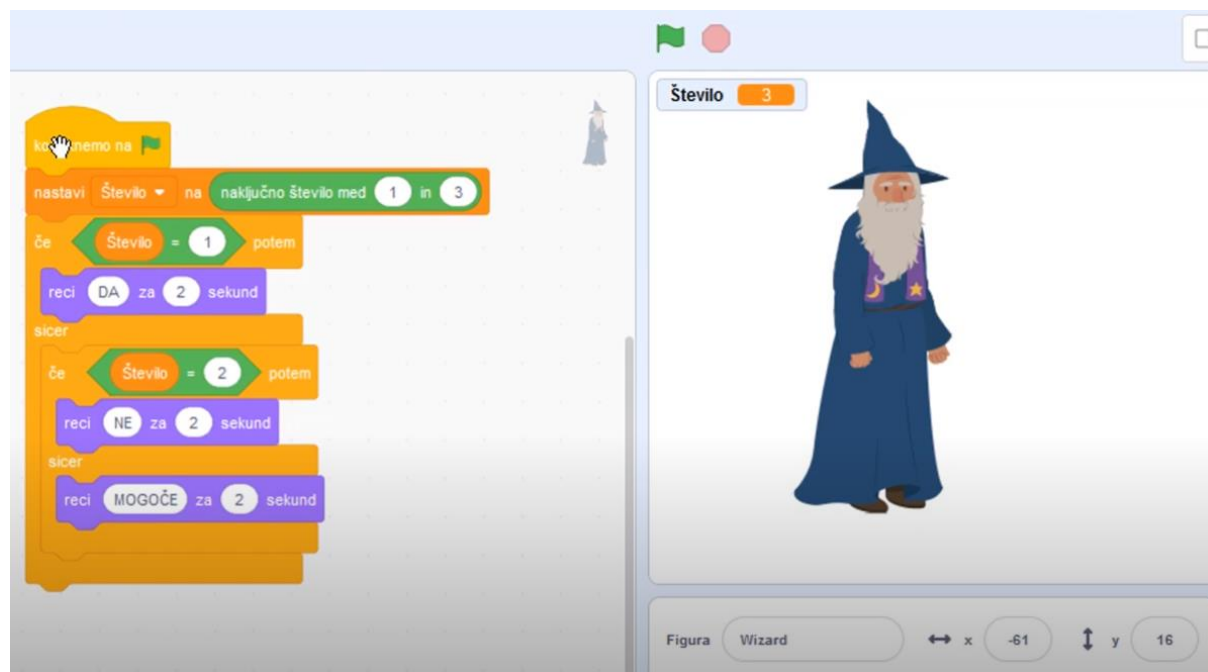 nemo na
nastavi Število na naključno število med 1 in 3
če Število = 1 potem
reci DA za 2 sekund
sicer
če Število = 2 potem
reci NE za 2 sekund
sicer
reci MOGOČE za 2 sekund
Število 3
Figura Wizard x -61 y 16